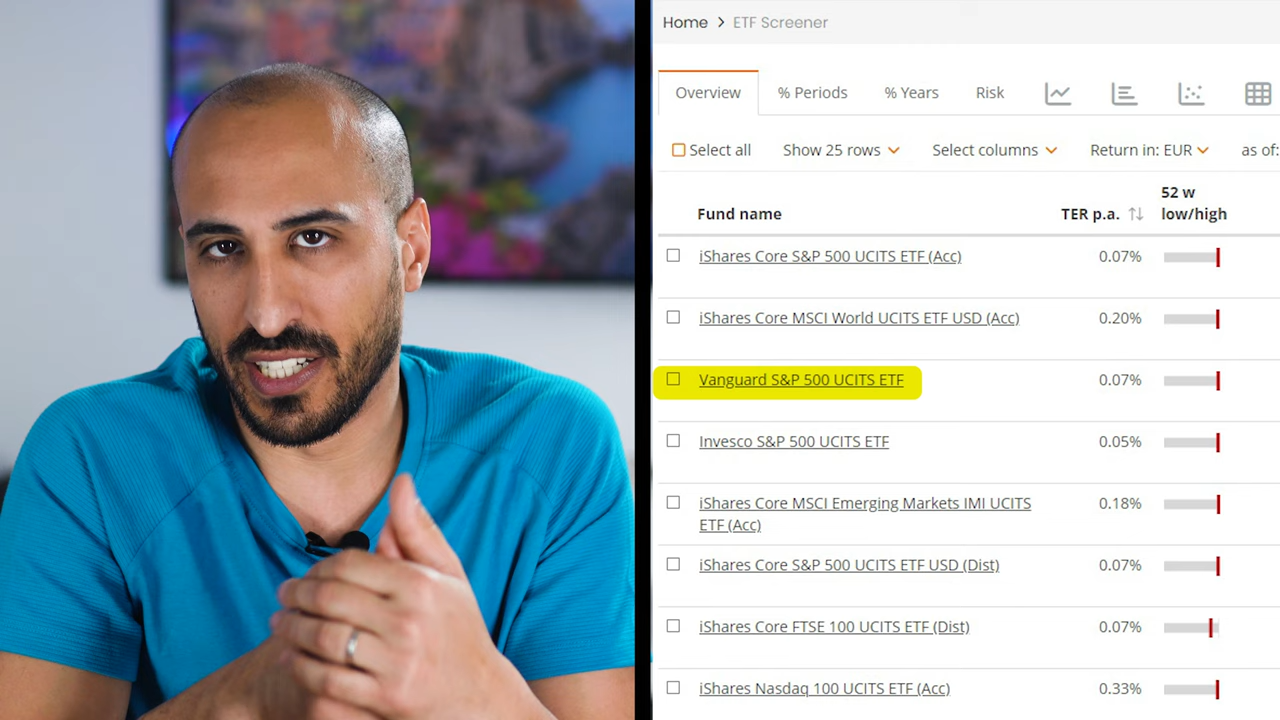 Home > ETF Screener
Overview % Periods % Years Risk
Select all Show 25 rows Select columns Return in: EUR as of:
52 w
Fund name TER p.a. low/high
iShares Core S&P 500 UCITS ETF (Acc) 0.07%
iShares Core MSCI World UCITS ETF USD (Acc) 0.20%
Vanguard S&P 500 UCITS ETF 0.07%
Invesco S&P 500 UCITS ETF 0.05%
iShares Core MSCI Emerging Markets IMI UCITS 0.18%
ETF (Acc)
iShares Core S&P 500 UCITS ETF USD (Dist) 0.07%
iShares Core FTSE 100 UCITS ETF (Dist) 0.07%
iShares Nasdaq 100 UCITS ETF (Acc) 0.33%